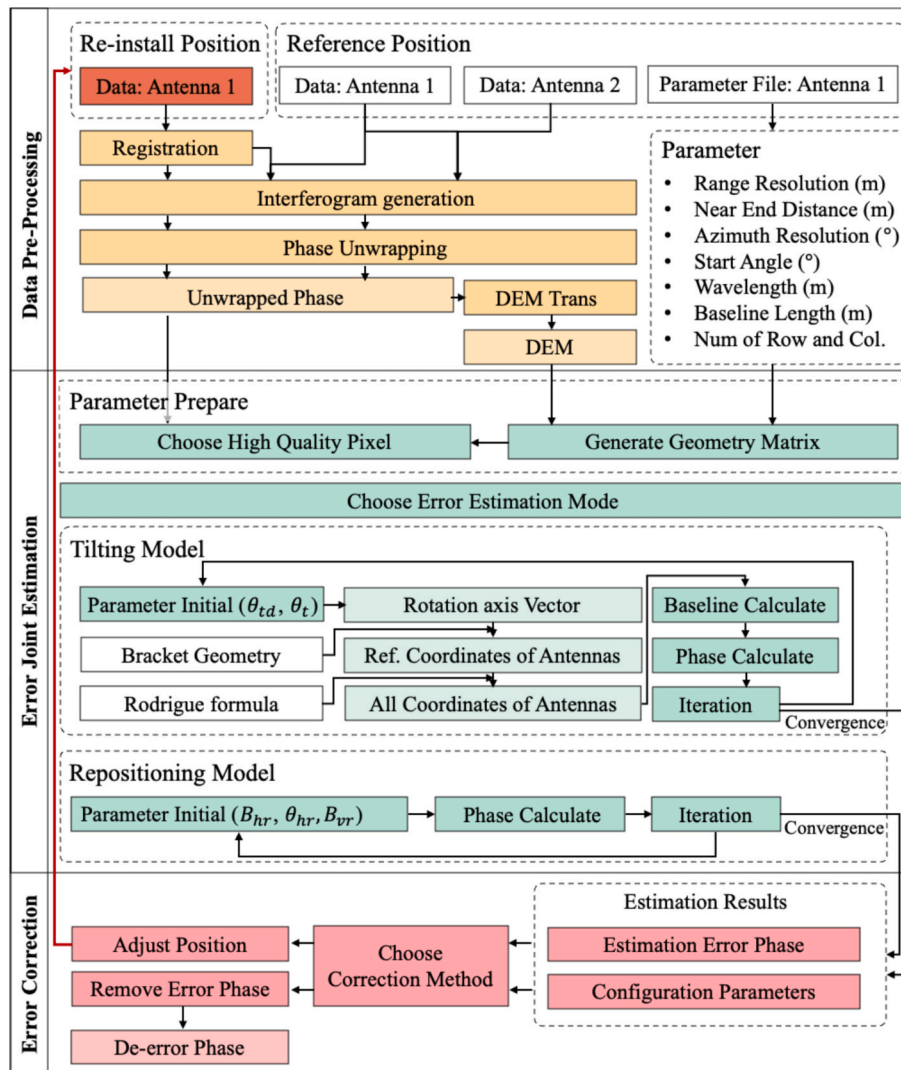 Data Pre-Processing
Re-install Position
Reference Position
Data: Antenna 1
Data: Antenna 1
Data: Antenna 2
Parameter File: Antenna 1
Registration
Interferogram generation
Phase Unwrapping
Unwrapped Phase
DEM Trans
DEM
Parameter
• Range Resolution (m)
• Near End Distance (m)
• Azimuth Resolution (°)
• Start Angle (°)
• Wavelength (m)
• Baseline Length (m)
• Num of Row and Col.
Error Joint Estimation
Parameter Prepare
Choose High Quality Pixel
Generate Geometry Matrix
Choose Error Estimation Mode
Tilting Model
Parameter Initial (θtd, θt)
Rotation axis Vector
Baseline Calculate
Bracket Geometry
Ref. Coordinates of Antennas
Phase Calculate
Rodrigue formula
All Coordinates of Antennas
Iteration
Convergence
Repositioning Model
Parameter Initial (Bhr, θhr, Bvr)
Phase Calculate
Iteration
Convergence
Error Correction
Estimation Results
Adjust Position
Choose
Correction Method
Estimation Error Phase
Remove Error Phase
Configuration Parameters
De-error Phase